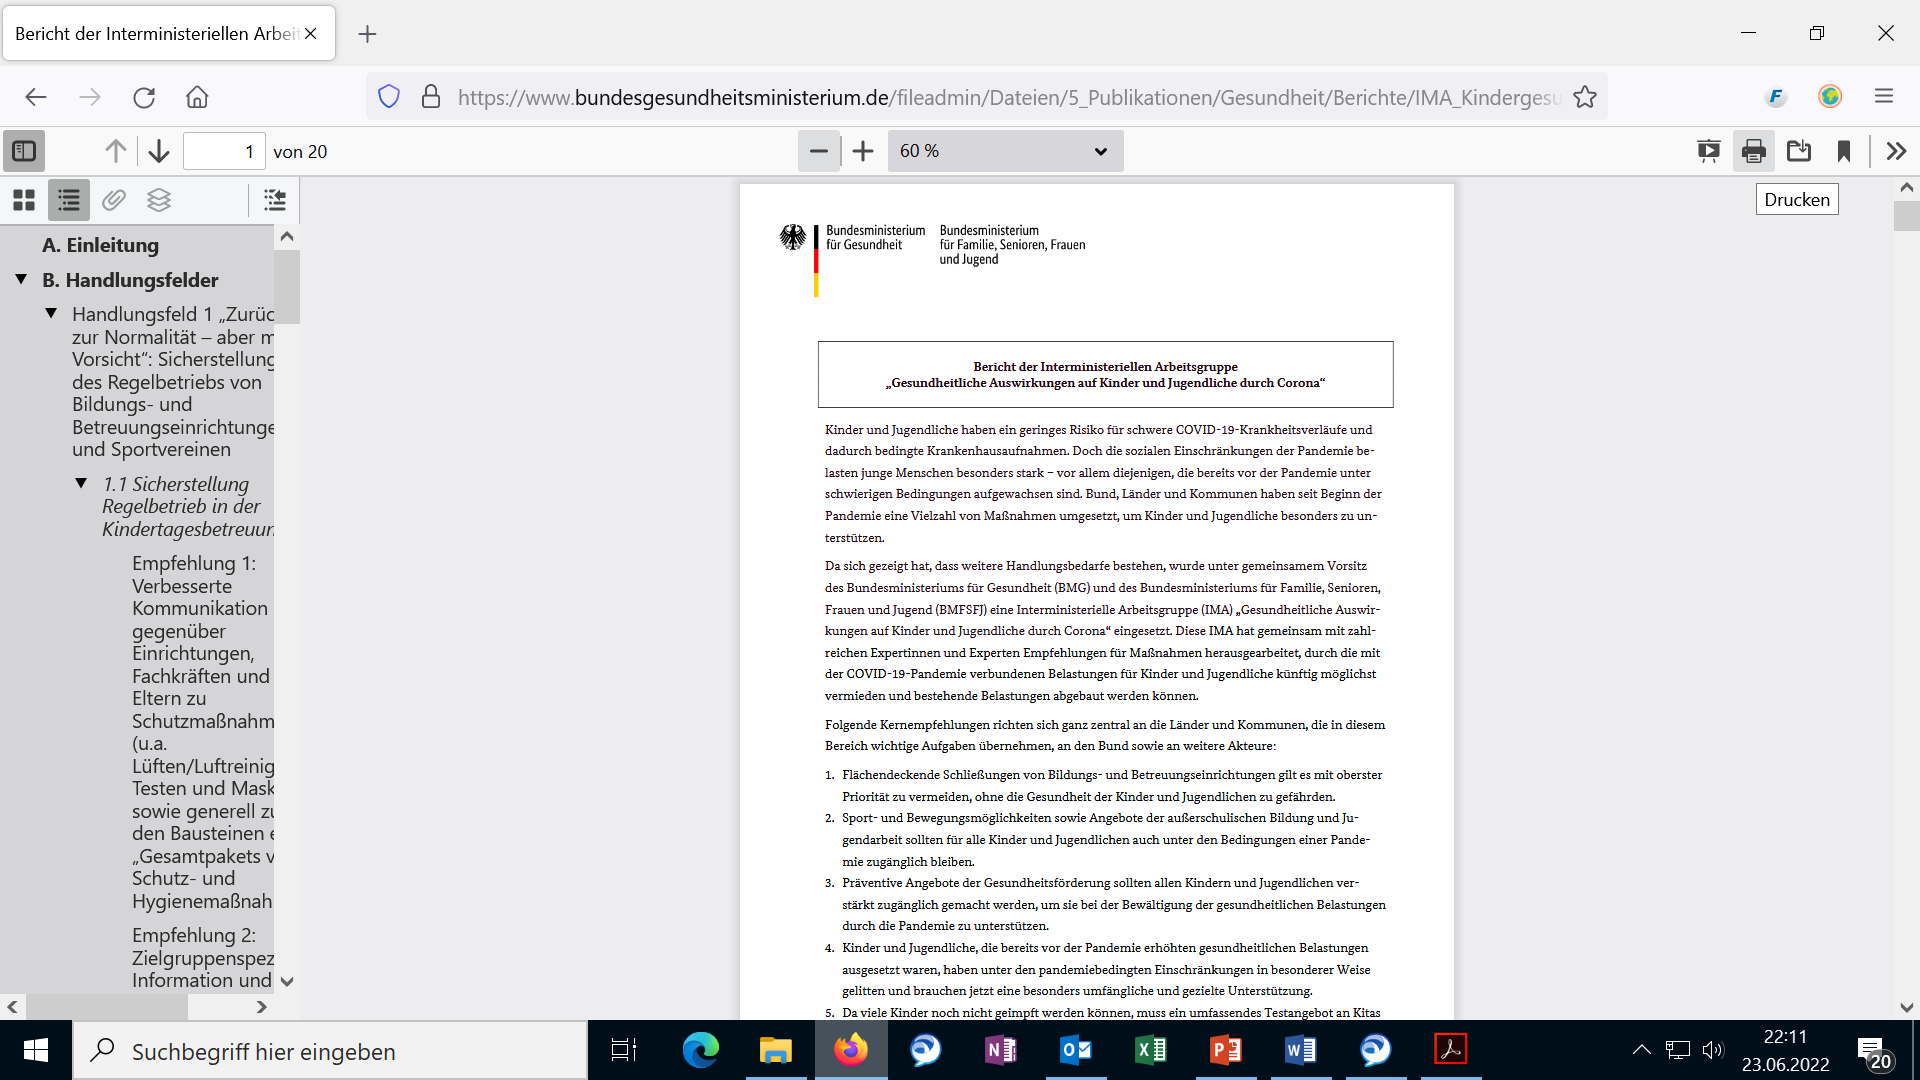 Bericht der Interministeriellen Arbeit
https://www.bundesgesundheitsministerium.de/fileadmin/Dateien/5_Publikationen/Gesundheit/Berichte/IMA_Kindergesu
1 von 20
60 %
Drucken
A. Einleitung
B. Handlungsfelder
Handlungsfeld 1 „Zurüc
zur Normalität – aber m
Vorsicht“: Sicherstellung
des Regelbetriebs von
Bildungs- und
Betreuungseinrichtunge
und Sportvereinen
1.1 Sicherstellung
Regelbetrieb in der
Kindertagesbetreuun
Empfehlung 1:
Verbesserte
Kommunikation
gegenüber
Einrichtungen,
Fachkräften und
Eltern zu
Schutzmaßnahm
(u.a.
Lüften/Luftreinig
Testen und Mask
sowie generell zu
den Bausteinen e
„Gesamtpakets v
Schutz- und
Hygienemaßnah
Empfehlung 2:
Zielgruppenspez
Information und
Bundesministerium
für Gesundheit
Bundesministerium
für Familie, Senioren, Frauen
und Jugend
Bericht der Interministeriellen Arbeitsgruppe
„Gesundheitliche Auswirkungen auf Kinder und Jugendliche durch Corona“
Kinder und Jugendliche haben ein geringes Risiko für schwere COVID-19-Krankheitsverläufe und
dadurch bedingte Krankenhausaufnahmen. Doch die sozialen Einschränkungen der Pandemie be-
lasten junge Menschen besonders stark – vor allem diejenigen, die bereits vor der Pandemie unter
schwierigen Bedingungen aufgewachsen sind. Bund, Länder und Kommunen haben seit Beginn der
Pandemie eine Vielzahl von Maßnahmen umgesetzt, um Kinder und Jugendliche besonders zu un-
terstützen.
Da sich gezeigt hat, dass weitere Handlungsbedarfe bestehen, wurde unter gemeinsamem Vorsitz
des Bundesministeriums für Gesundheit (BMG) und des Bundesministeriums für Familie, Senioren,
Frauen und Jugend (BMFSFJ) eine Interministerielle Arbeitsgruppe (IMA) „Gesundheitliche Auswir-
kungen auf Kinder und Jugendliche durch Corona“ eingesetzt. Diese IMA hat gemeinsam mit zahl-
reichen Expertinnen und Experten Empfehlungen für Maßnahmen herausgearbeitet, durch die mit
der COVID-19-Pandemie verbundenen Belastungen für Kinder und Jugendliche künftig möglichst
vermieden und bestehende Belastungen abgebaut werden können.
Folgende Kernempfehlungen richten sich ganz zentral an die Länder und Kommunen, die in diesem
Bereich wichtige Aufgaben übernehmen, an den Bund sowie an weitere Akteure:
1. Flächendeckende Schließungen von Bildungs- und Betreuungseinrichtungen gilt es mit oberster
Priorität zu vermeiden, ohne die Gesundheit der Kinder und Jugendlichen zu gefährden.
2. Sport- und Bewegungsmöglichkeiten sowie Angebote der außerschulischen Bildung und Ju-
gendarbeit sollten für alle Kinder und Jugendlichen auch unter den Bedingungen einer Pande-
mie zugänglich bleiben.
3. Präventive Angebote der Gesundheitsförderung sollten allen Kindern und Jugendlichen ver-
stärkt zugänglich gemacht werden, um sie bei der Bewältigung der gesundheitlichen Belastungen
durch die Pandemie zu unterstützen.
4. Kinder und Jugendliche, die bereits vor der Pandemie erhöhten gesundheitlichen Belastungen
ausgesetzt waren, haben unter den pandemiebedingten Einschränkungen in besonderer Weise
gelitten und brauchen jetzt eine besonders umfängliche und gezielte Unterstützung.
5. Da viele Kinder noch nicht geimpft werden können, muss ein umfassendes Testangebot an Kitas
Suchbegriff hier eingeben
22:11
23.06.2022
20